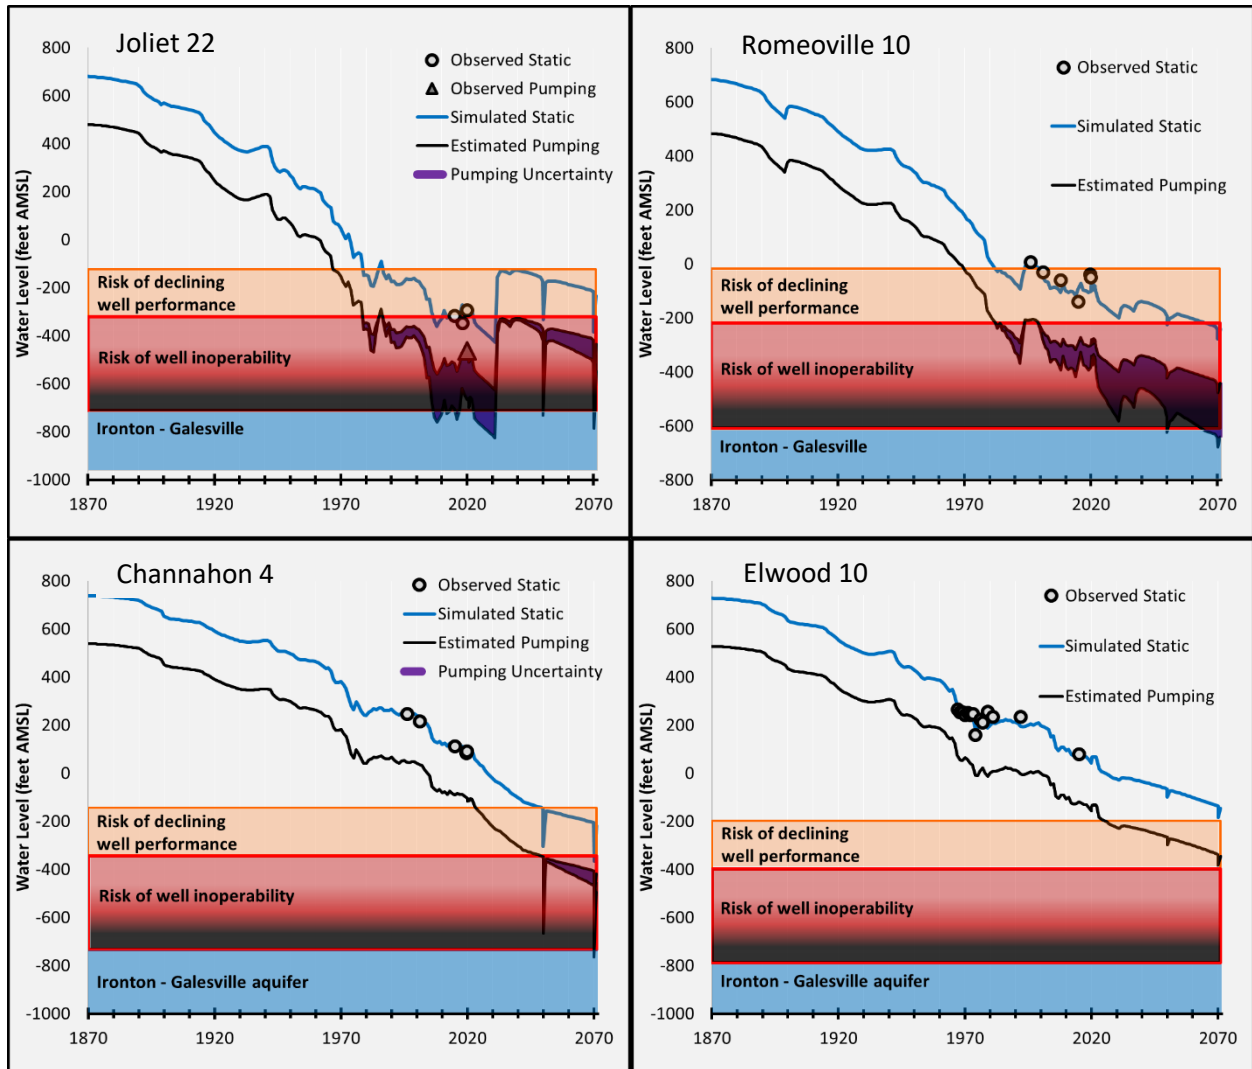 Joliet 22
Water Level (feet AMSL)
800
600
400
200
0
-200
-400
-600
-800
-1000
1870
1920
1970
2020
2070
Observed Static
Observed Pumping
Simulated Static
Estimated Pumping
Pumping Uncertainty
Risk of declining
well performance
Risk of well inoperability
Ironton - Galesville
Romeoville 10
Water Level (feet AMSL)
800
600
400
200
0
-200
-400
-600
-800
1870
1920
1970
2020
2070
Observed Static
Simulated Static
Estimated Pumping
Risk of declining
well performance
Risk of well inoperability
Ironton - Galesville
Channahon 4
Water Level (feet AMSL)
800
600
400
200
0
-200
-400
-600
-800
-1000
1870
1920
1970
2020
2070
Observed Static
Simulated Static
Estimated Pumping
Pumping Uncertainty
Risk of declining
well performance
Risk of well inoperability
Ironton - Galesville aquifer
Elwood 10
Water Level (feet AMSL)
800
600
400
200
0
-200
-400
-600
-800
-1000
1870
1920
1970
2020
2070
Observed Static
Simulated Static
Estimated Pumping
Risk of declining
well performance
Risk of well inoperability
Ironton - Galesville aquifer